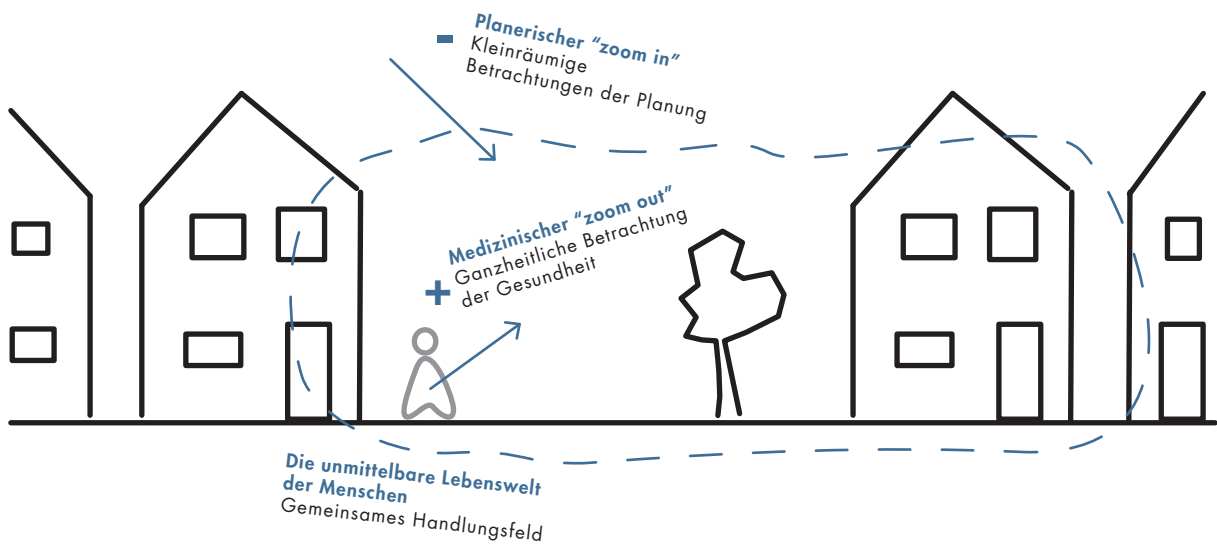 Planerischer “zoom in”
Kleinräumige
Betrachtungen der Planung
Medizinischer “zoom out”
Ganzheitliche Betrachtung
der Gesundheit
Die unmittelbare Lebenswelt
der Menschen
Gemeinsames Handlungsfeld